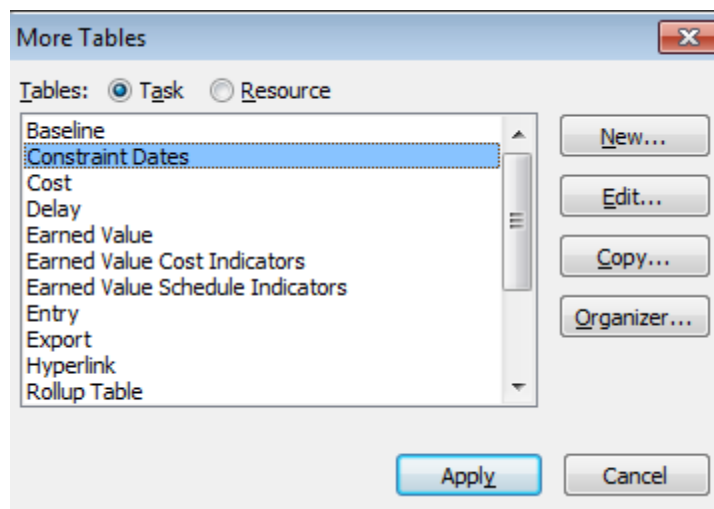 More Tables
Tables: Task Resource
Baseline
Constraint Dates
Cost
Delay
Earned Value
Earned Value Cost Indicators
Earned Value Schedule Indicators
Entry
Export
Hyperlink
Rollup Table
New...
Edit...
Copy...
Organizer...
Apply Cancel